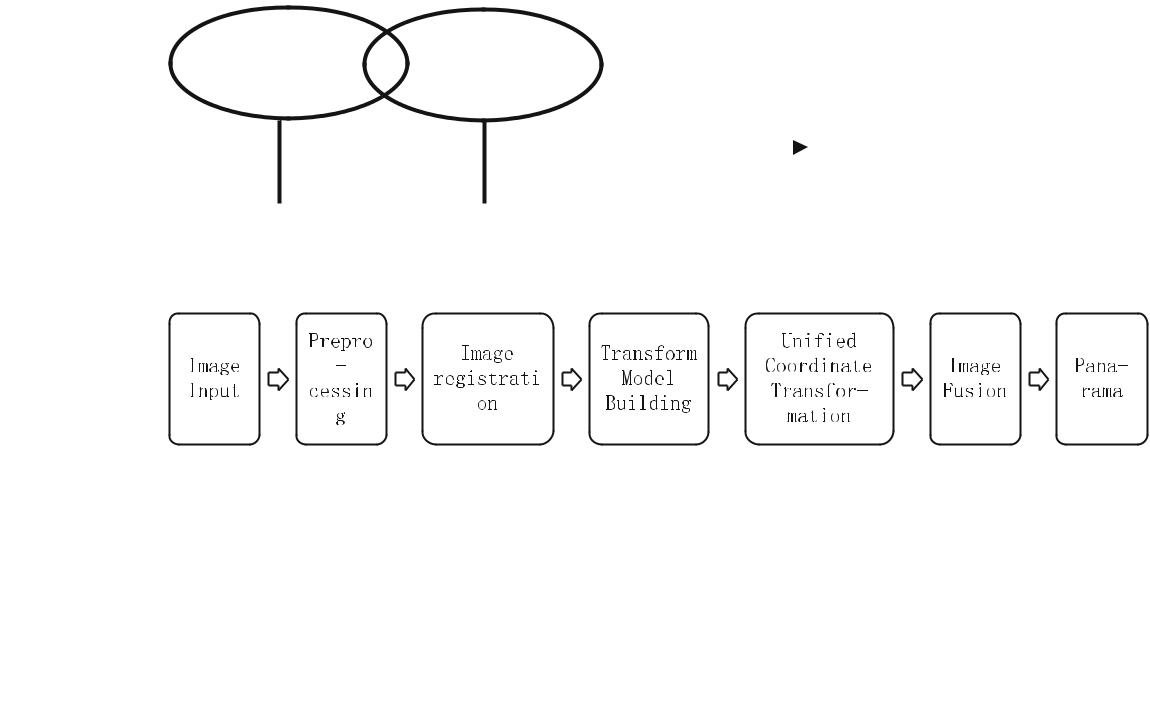 Image
Input
Prepro
-
cessin
g
Image
registrati
on
Transform
Model
Building
Unified
Coordinate
Transfor-
mation
Image
Fusion
Pana-
rama